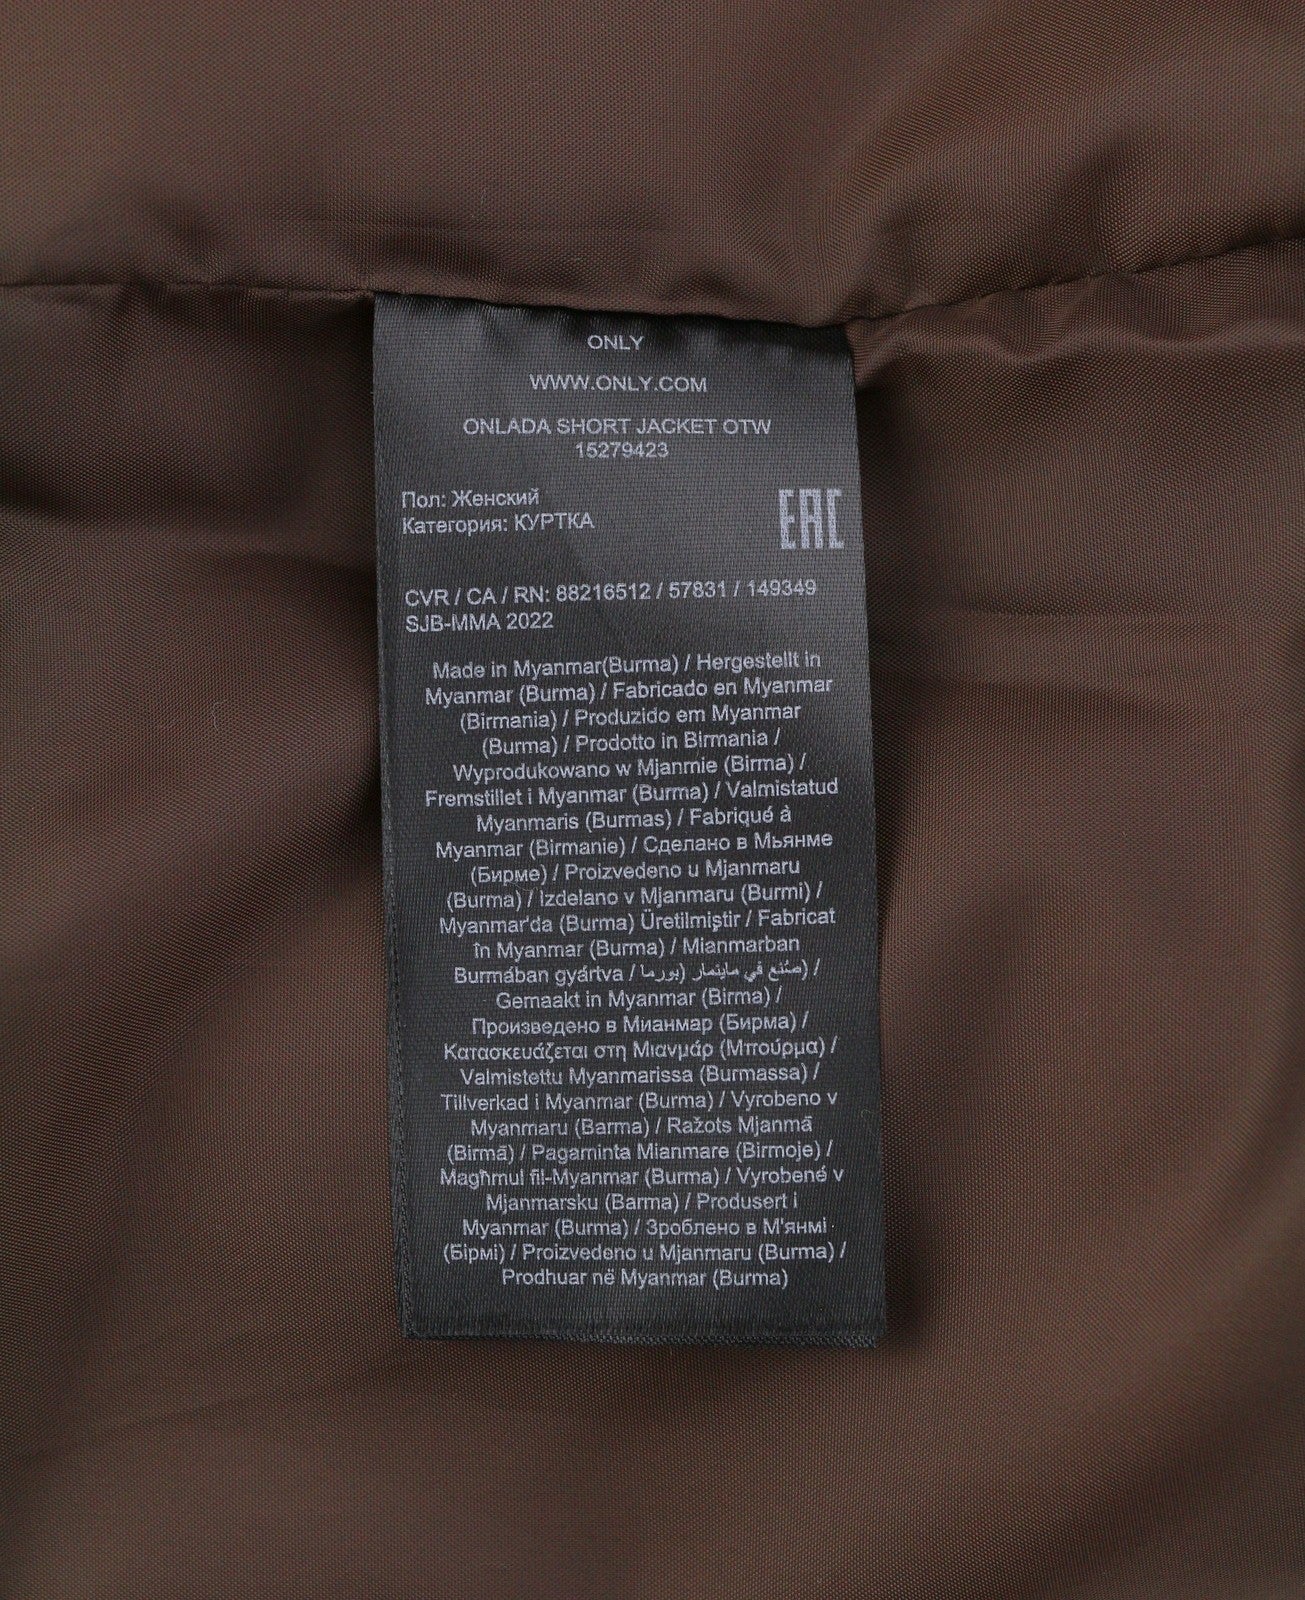 ONLY
WWW.ONLY.COM
ONLADA SHORT JACKET OTW
15279423
Пол: Женский
Категория: КУРТКА
EAC
CVR / CA / RN: 88216512 / 57831 / 149349
SJB-MMA 2022
Made in Myanmar(Burma) / Hergestellt in
Myanmar (Burma) / Fabricado en Myanmar
(Birmania) / Produzido em Myanmar
(Burma) / Prodotto in Birmania /
Wyprodukowano w Mjanmie (Birma) /
Fremstillet i Myanmar (Burma) / Valmistatud
Myanmaris (Burmas) / Fabriqué à
Myanmar (Birmanie) / Сделано в Мьянме
(Бирме) / Proizvedeno u Mjanmaru
(Burma) / Izdelano v Mjanmaru (Burmi) /
Myanmar'da (Burma) Üretilmiştir / Fabricat
în Myanmar (Burma) / Mianmarban
Burmában gyártva / صُنع في ماينمار (بورما) /
Gemaakt in Myanmar (Birma) /
Произведено в Мианмар (Бирма) /
Κατασκευάζεται στη Μιανμάρ (Μπούρμα) /
Valmistettu Myanmarissa (Burmassa) /
Tillverkad i Myanmar (Burma) / Vyrobeno v
Myanmaru (Barma) / Ražots Mjanmā
(Birmā) / Pagaminta Mianmare (Birmoje) /
Magħmul fil-Myanmar (Burma) / Vyrobené v
Mjanmarsku (Barma) / Produsert i
Myanmar (Burma) / Зроблено в М'янмі
(Бірмі) / Proizvedeno u Mjanmaru (Burma) /
Prodhuar në Myanmar (Burma)